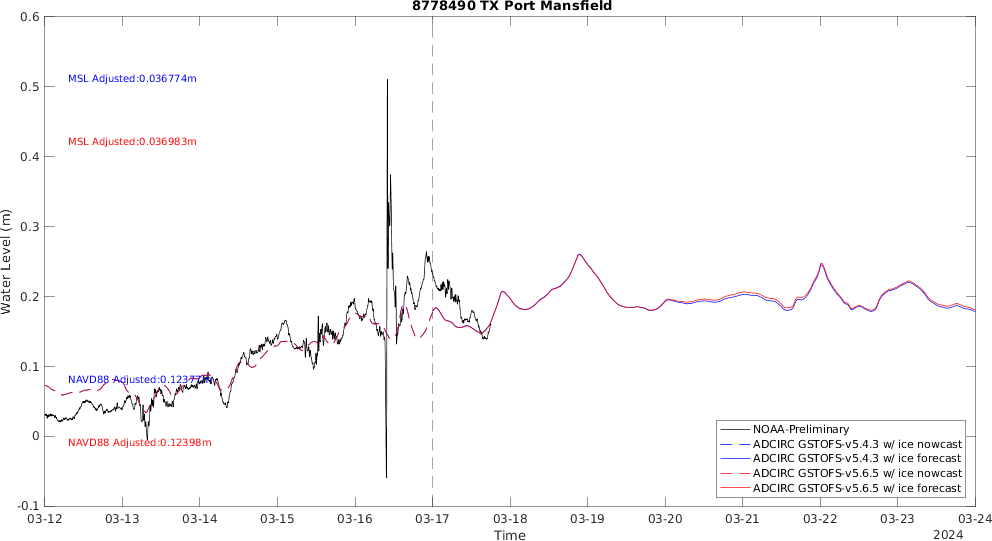 8778490 TX Port Mansfield
0.6
0.5
0.4
0.3
0.2
0.1
0
-0.1
Water Level (m)
MSL Adjusted:0.036774m
MSL Adjusted:0.036983m
NAVD88 Adjusted:0.12377m
NAVD88 Adjusted:0.12398m
NOAA-Preliminary
ADCIRC GSTOFS-v5.4.3 w/ ice nowcast
ADCIRC GSTOFS-v5.4.3 w/ ice forecast
ADCIRC GSTOFS-v5.6.5 w/ ice nowcast
ADCIRC GSTOFS-v5.6.5 w/ ice forecast
03-12 03-13 03-14 03-15 03-16 03-17 03-18 03-19 03-20 03-21 03-22 03-23 03-24
Time
2024